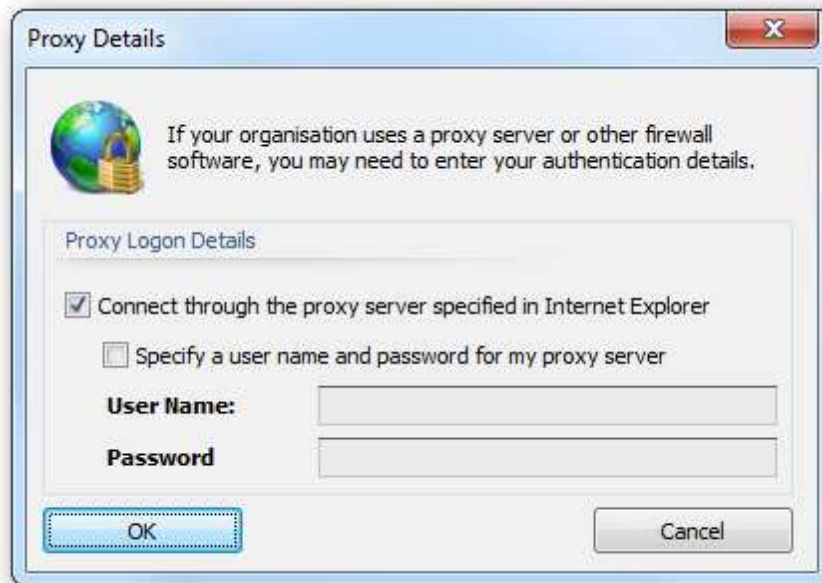 Proxy Details
If your organisation uses a proxy server or other firewall
software, you may need to enter your authentication details.
Proxy Logon Details
Connect through the proxy server specified in Internet Explorer
Specify a user name and password for my proxy server
User Name:
Password
OK
Cancel